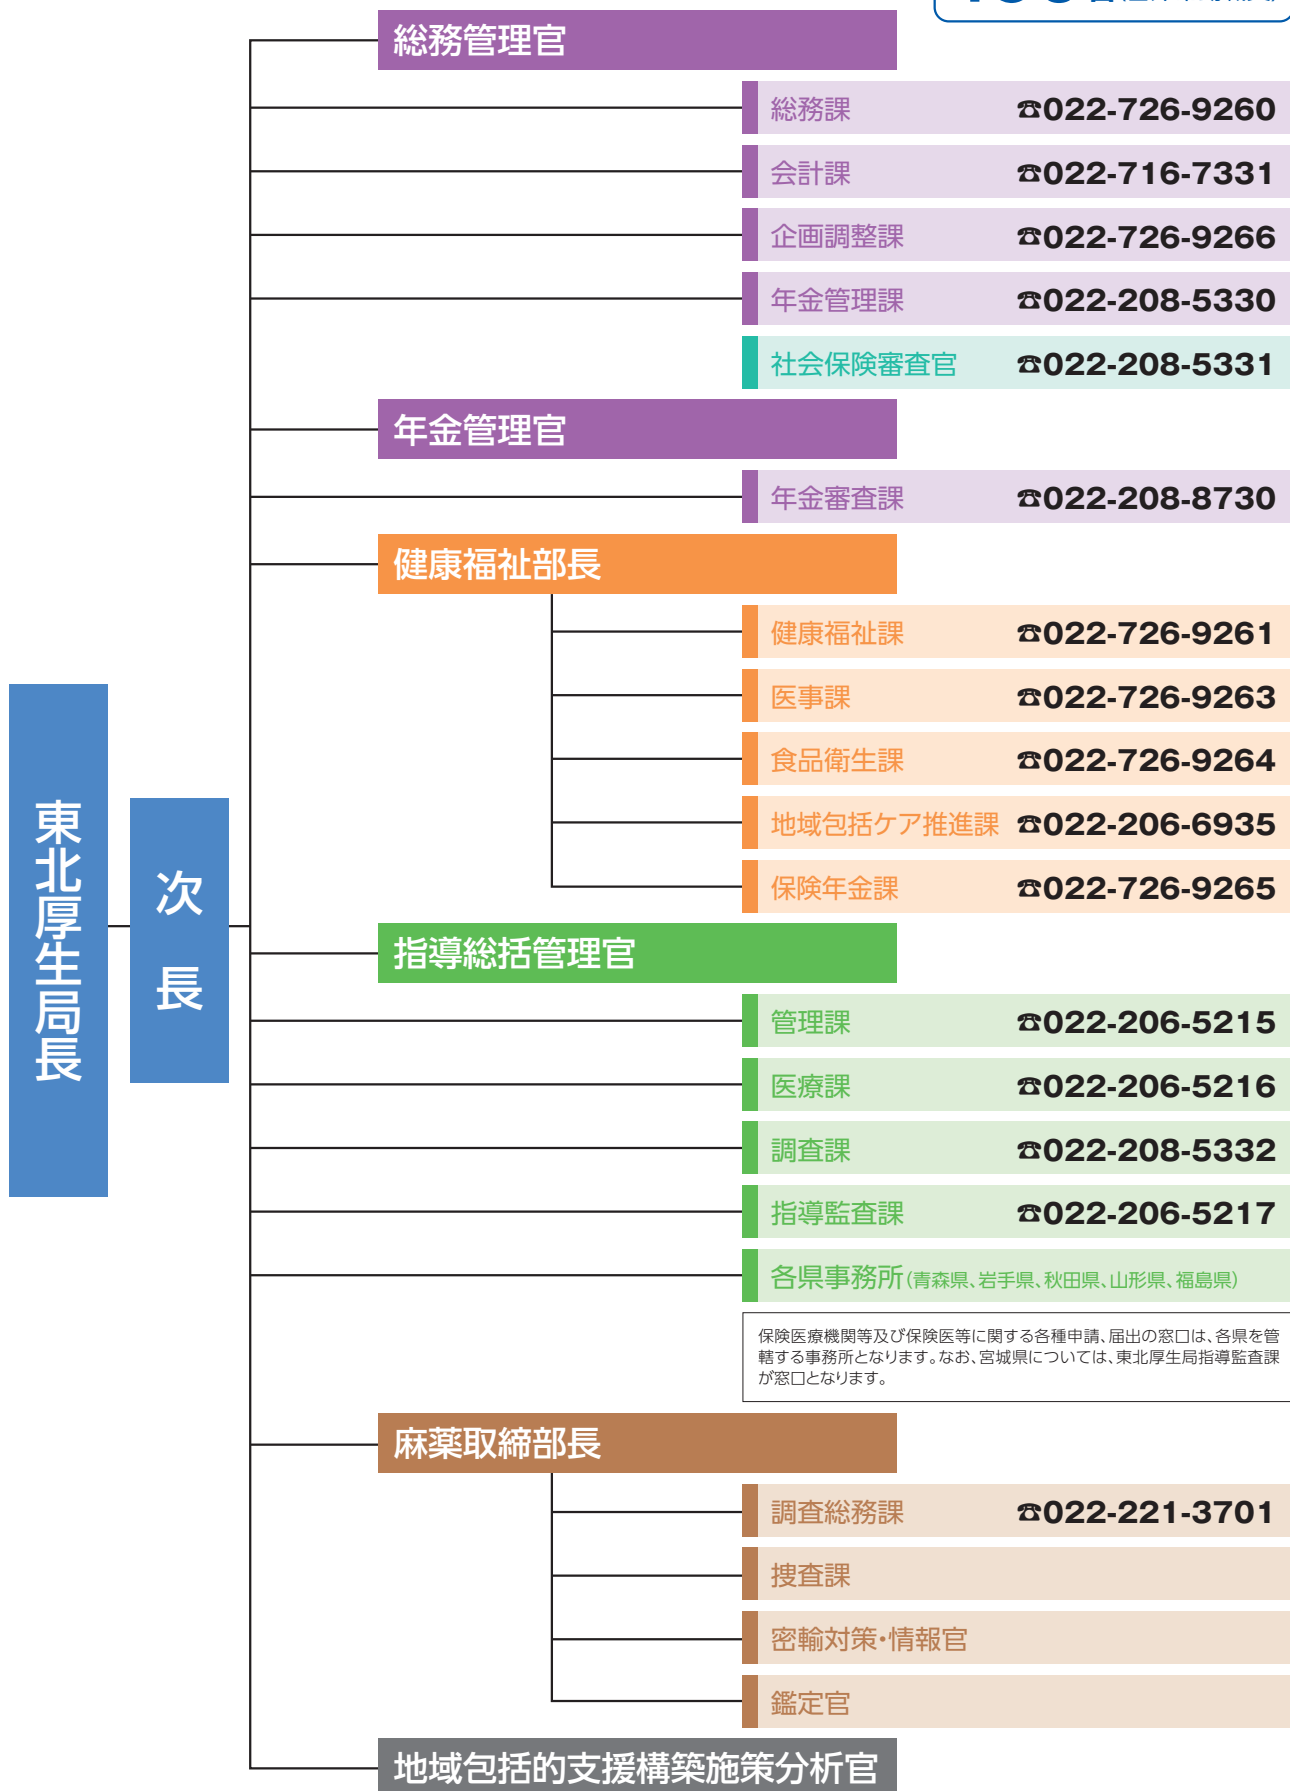 総務管理官
総務課 ☎022-726-9260
会計課 ☎022-716-7331
企画調整課 ☎022-726-9266
年金管理課 ☎022-208-5330
社会保険審査官 ☎022-208-5331
年金管理官
年金審査課 ☎022-208-8730
健康福祉部長
健康福祉課 ☎022-726-9261
医事課 ☎022-726-9263
食品衛生課 ☎022-726-9264
地域包括ケア推進課 ☎022-206-6935
保険年金課 ☎022-726-9265
東北厚生局長
次長
指導総括管理官
管理課 ☎022-206-5215
医療課 ☎022-206-5216
調査課 ☎022-208-5332
指導監査課 ☎022-206-5217
各県事務所(青森県、岩手県、秋田県、山形県、福島県)
保険医療機関等及び保険医等に関する各種申請、届出の窓口は、各県を管
轄する事務所となります。なお、宮城県については、東北厚生局指導監査課
が窓口となります。
麻薬取締部長
調査総務課 ☎022-221-3701
捜査課
密輸対策・情報官
鑑定官
地域包括的支援構築施策分析官